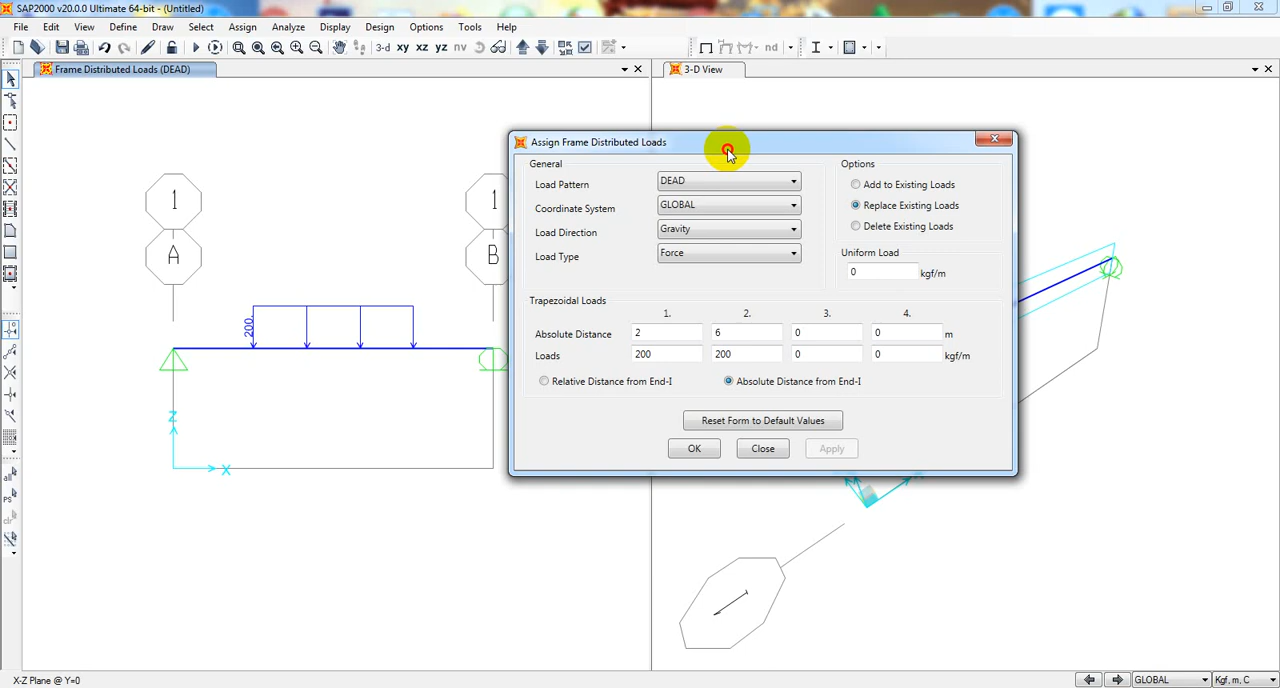 SAP2000 v20.0.0 Ultimate 64-bit - (Untitled)
File Edit View Define Draw Select Assign Analyze Display Design Options Tools Help
3-d xy xz yz nv nd
Frame Distributed Loads (DEAD)
3-D View
1
A
1
B
200.
Z
X
Assign Frame Distributed Loads
General
Load Pattern DEAD
Coordinate System GLOBAL
Load Direction Gravity
Load Type Force
Options
Add to Existing Loads
Replace Existing Loads
Delete Existing Loads
Uniform Load
0 kgf/m
Trapezoidal Loads
1. 2. 3. 4.
Absolute Distance 2 6 0 0 m
Loads 200 200 0 0 kgf/m
Relative Distance from End-I Absolute Distance from End-I
Reset Form to Default Values
OK Close Apply
all
PS
clr
X-Z Plane @ Y=0
GLOBAL Kgf, m, C